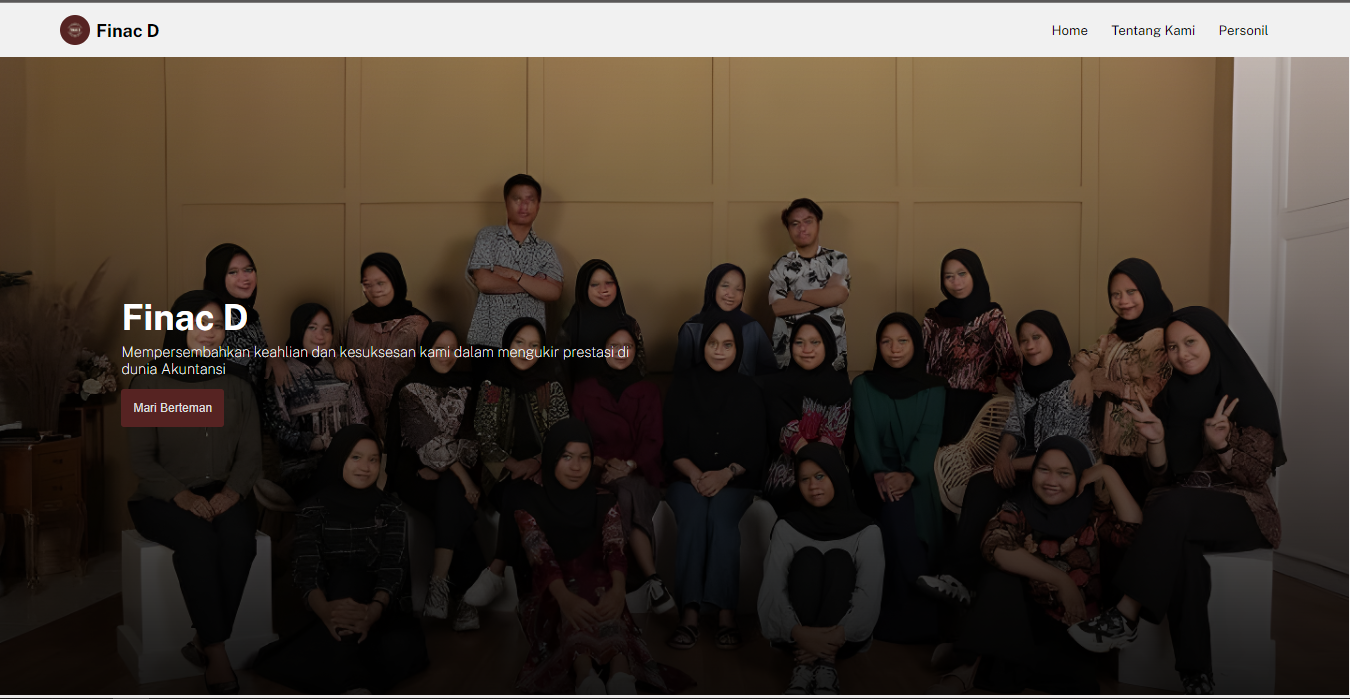 Finac D
Home
Tentang Kami
Personil
Finac D
Mempersembahkan keahlian dan kesuksesan kami dalam mengukir prestasi di
dunia Akuntansi
Mari Berteman